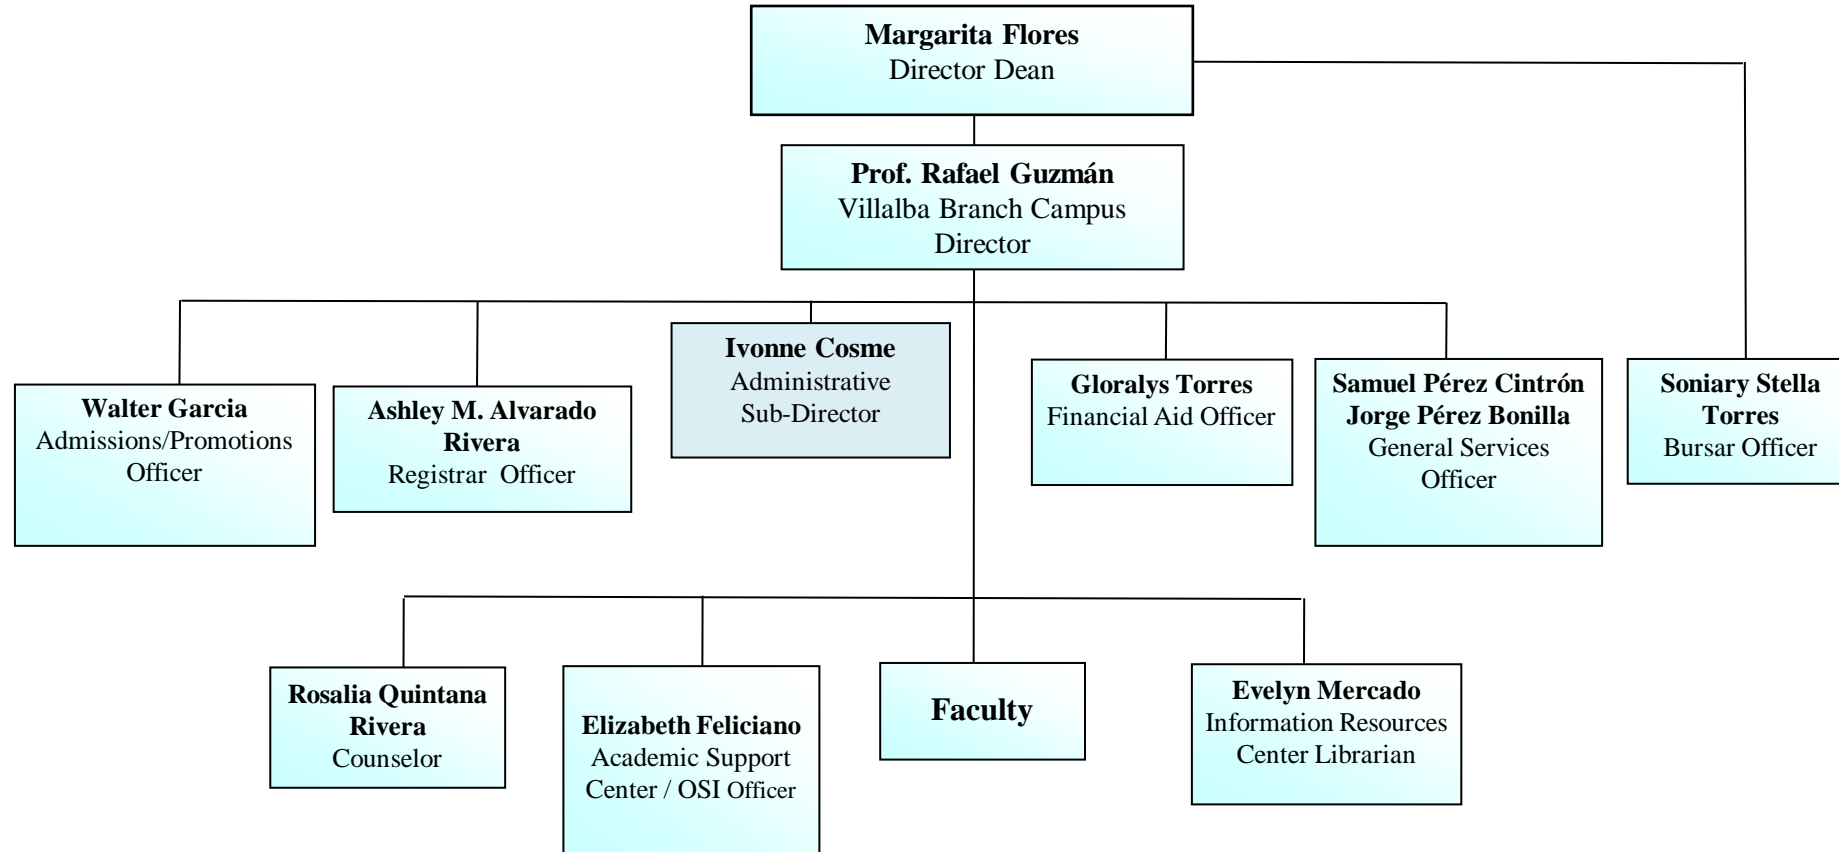 Margarita Flores
Director Dean
Prof. Rafael Guzmán
Villalba Branch Campus
Director
Walter Garcia
Admissions/Promotions
Officer
Ashley M. Alvarado
Rivera
Registrar Officer
Ivonne Cosme
Administrative
Sub-Director
Gloralys Torres
Financial Aid Officer
Samuel Pérez Cintrón
Jorge Pérez Bonilla
General Services
Officer
Soniary Stella
Torres
Bursar Officer
Rosalia Quintana
Rivera
Counselor
Elizabeth Feliciano
Academic Support
Center / OSI Officer
Faculty
Evelyn Mercado
Information Resources
Center Librarian